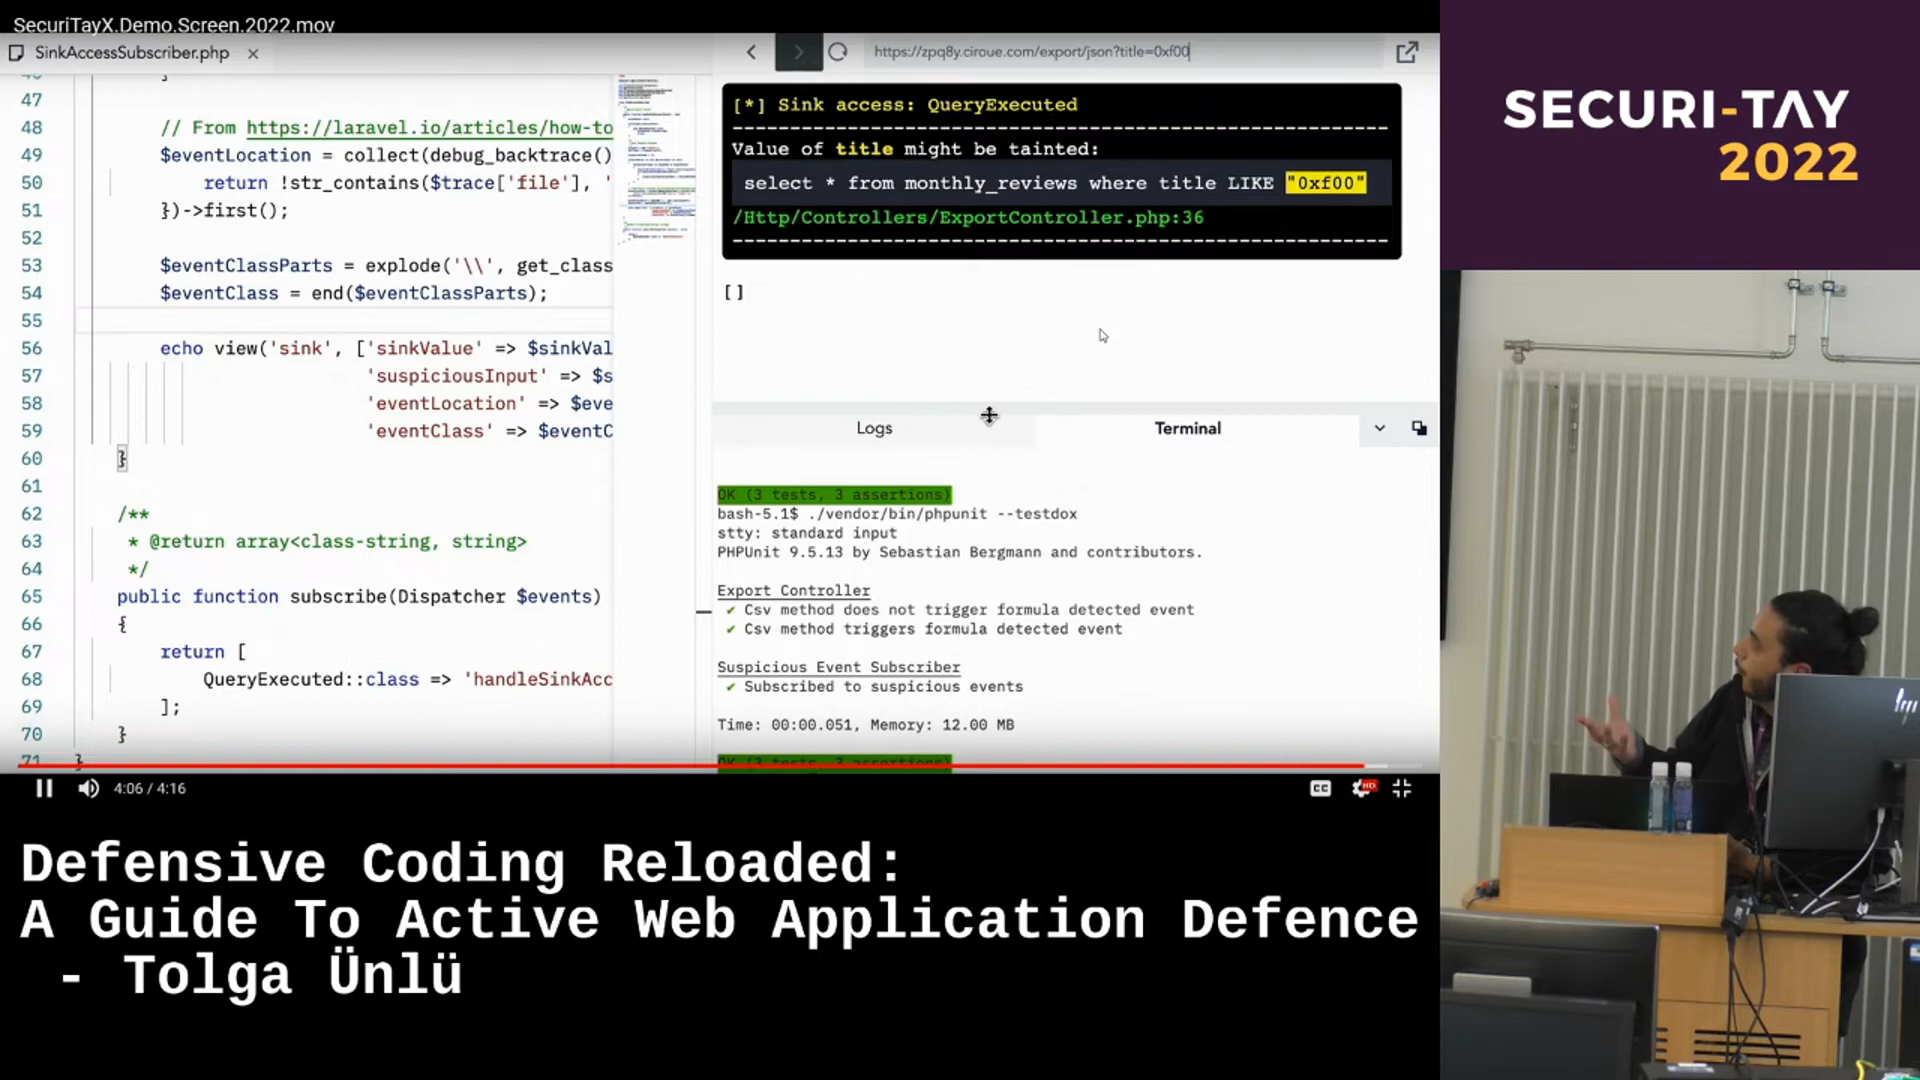 SecuriTayX.Demo.Screen.2022.mov
SinkAccessSubscriber.php
https://zpq8y.ciroue.com/export/json?title=0xf00
47
48 // From https://laravel.io/articles/how-to
49 $eventLocation = collect(debug_backtrace()
50 return !str_contains($trace['file'], '
51 })->first();
52
53 $eventClassParts = explode('\\', get_class
54 $eventClass = end($eventClassParts);
55
56 echo view('sink', ['sinkValue' => $sinkVal
57 'suspiciousInput' => $s
58 'eventLocation' => $eve
59 'eventClass' => $eventC
60 }
61
62 /**
63 * @return array<class-string, string>
64 */
65 public function subscribe(Dispatcher $events)
66 {
67 return [
68 QueryExecuted::class => 'handleSinkAcc
69 ];
70 }
71 }
[*] Sink access: QueryExecuted
Value of title might be tainted:
select * from monthly_reviews where title LIKE "0xf00"
/Http/Controllers/ExportController.php:36
[]
Logs
Terminal
OK (3 tests, 3 assertions)
bash-5.1$ ./vendor/bin/phpunit --testdox
stty: standard input
PHPUnit 9.5.13 by Sebastian Bergmann and contributors.
Export Controller
✔ Csv method does not trigger formula detected event
✔ Csv method triggers formula detected event
Suspicious Event Subscriber
✔ Subscribed to suspicious events
Time: 00:00.051, Memory: 12.00 MB
OK (3 tests, 3 assertions)
4:06 / 4:16
CC
HD
Defensive Coding Reloaded:
A Guide To Active Web Application Defence
- Tolga Ünlü
SECURI-TAY
2022
hp